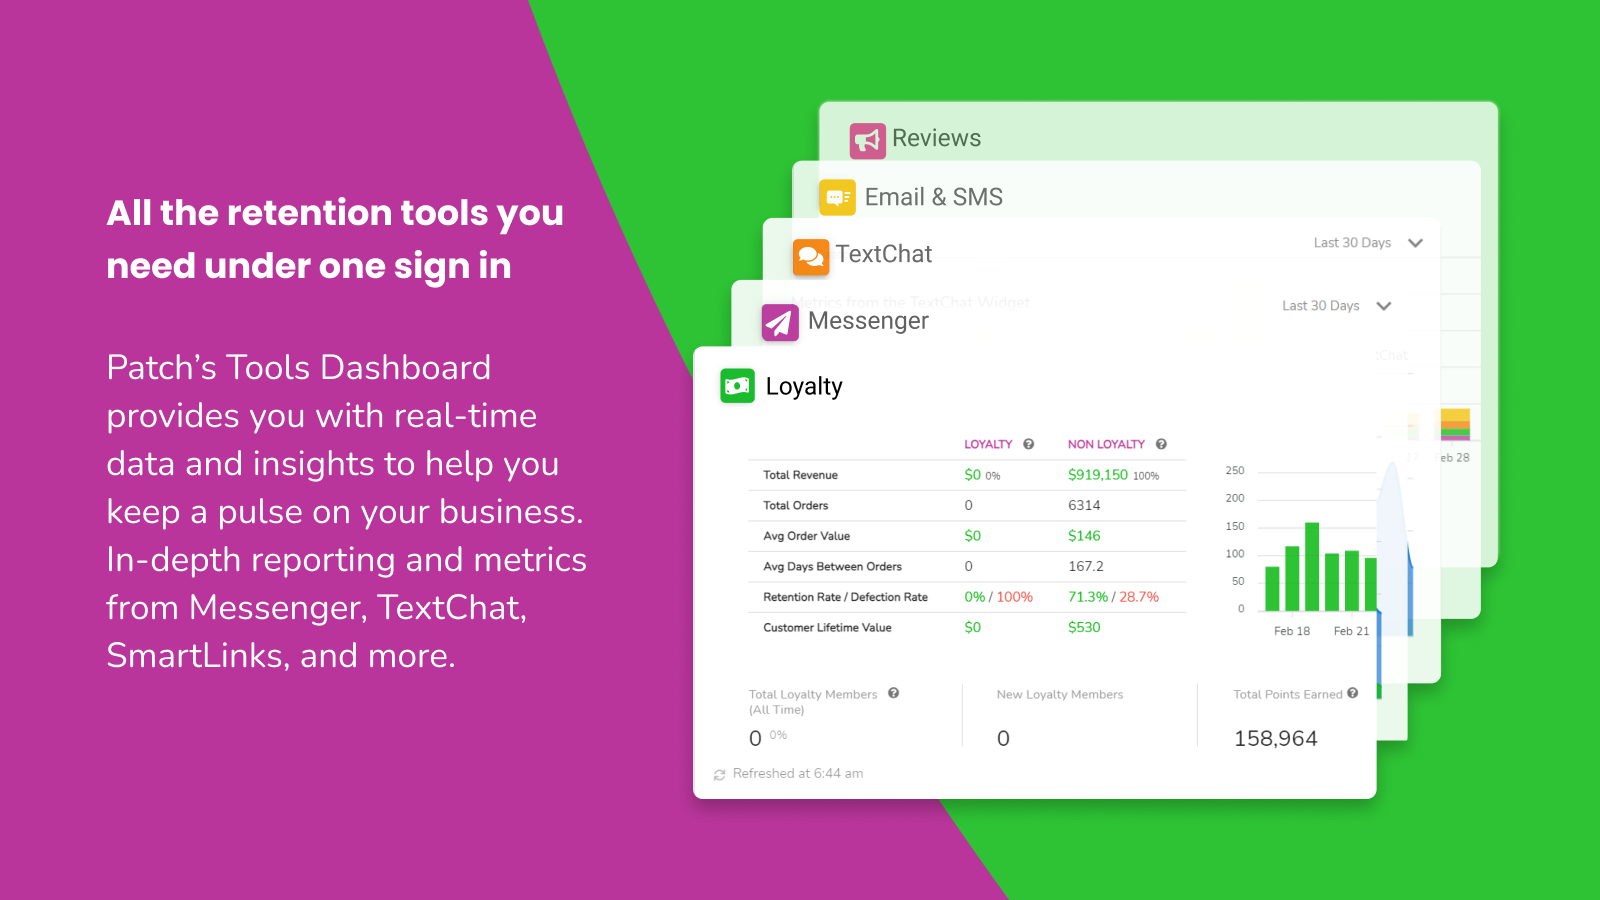 All the retention tools you
need under one sign in
Patch’s Tools Dashboard
provides you with real-time
data and insights to help you
keep a pulse on your business.
In-depth reporting and metrics
from Messenger, TextChat,
SmartLinks, and more.
Reviews
Email & SMS
TextChat
Last 30 Days
Metrics from the TextChat Widget
Messenger
Last 30 Days
Chat
Loyalty
LOYALTY NON LOYALTY
Total Revenue $0 0% $919,150 100%
Total Orders 0 6314
Avg Order Value $0 $146
Avg Days Between Orders 0 167.2
Retention Rate / Defection Rate 0% / 100% 71.3% / 28.7%
Customer Lifetime Value $0 $530
250
200
150
100
50
0
Feb 18 Feb 21
eb 28
Total Loyalty Members
(All Time)
0 0%
New Loyalty Members
0
Total Points Earned
158,964
Refreshed at 6:44 am